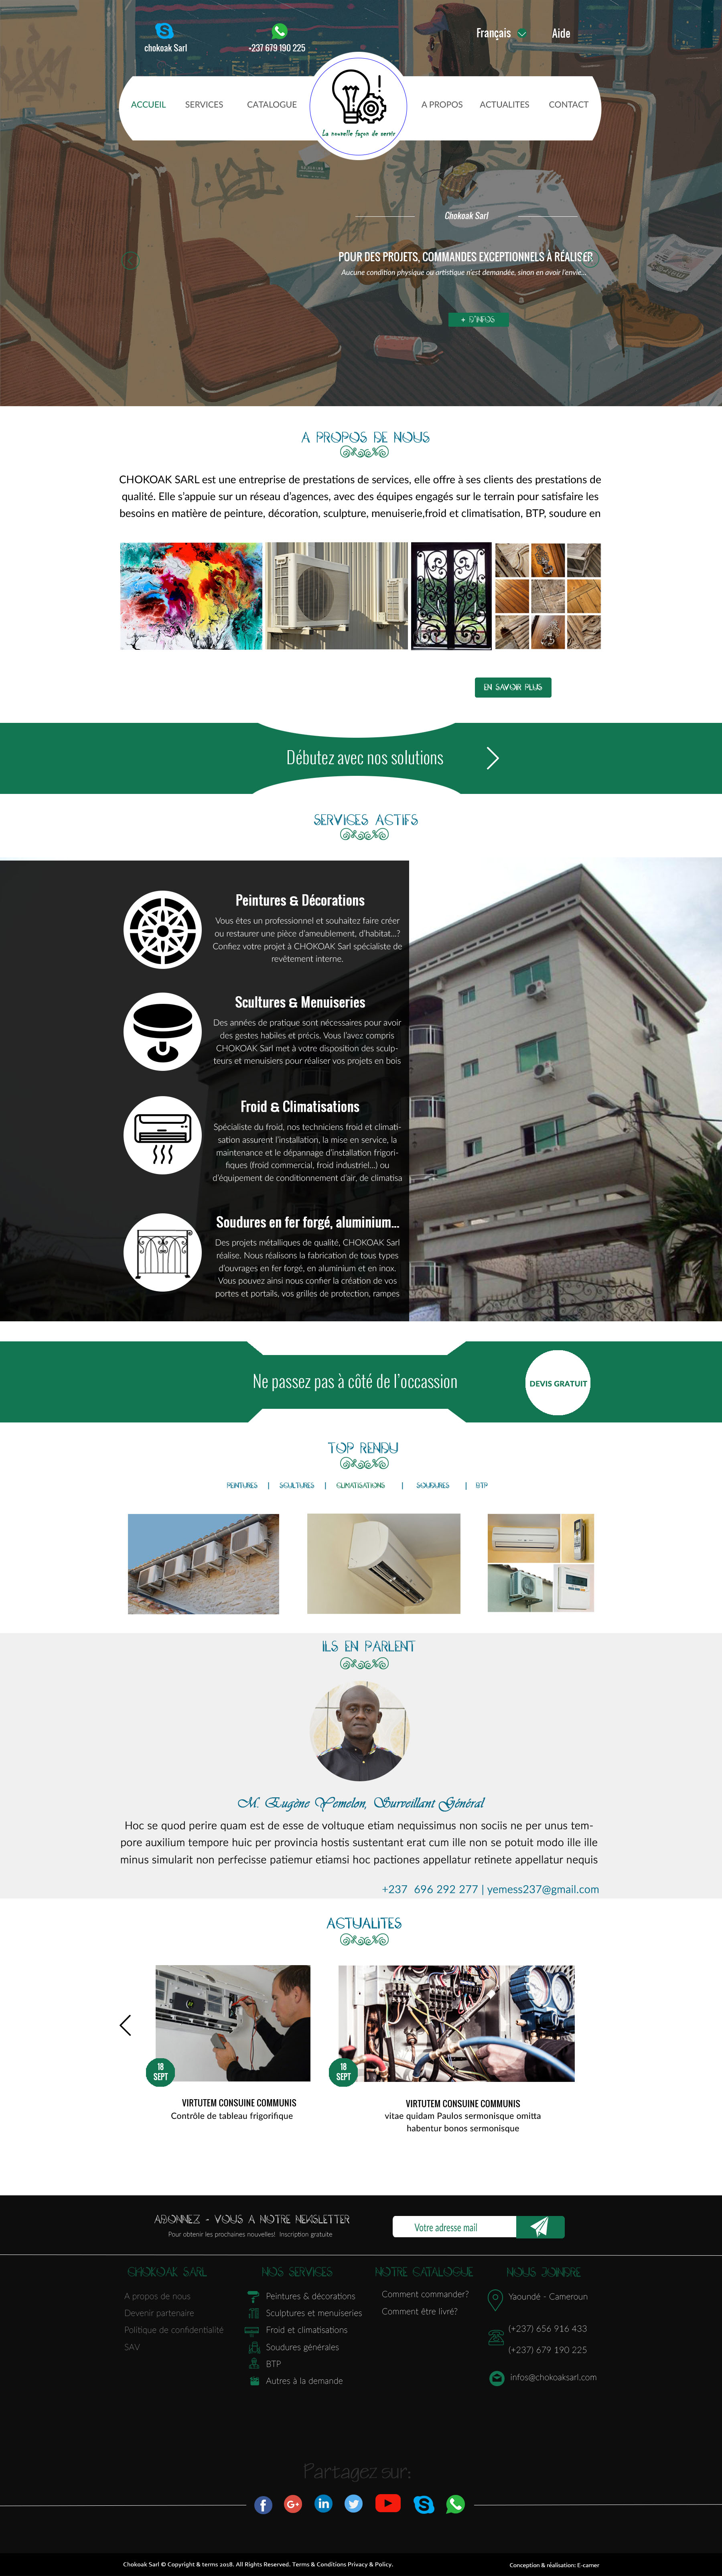 chokoak Sarl
+237 679 190 225
Français
Aide
ACCUEIL
SERVICES
CATALOGUE
La nouvelle façon de servir
A PROPOS
ACTUALITES
CONTACT
Chokoak Sarl
POUR DES PROJETS, COMMANDES EXCEPTIONNELS À RÉALISER
Aucune condition physique ou artistique n'est demandée, sinon en avoir l'envie...
+ D'INFOS
A PROPOS DE NOUS
CHOKOAK SARL est une entreprise de prestations de services, elle offre à ses clients des prestations de
qualité. Elle s'appuie sur un réseau d'agences, avec des équipes engagés sur le terrain pour satisfaire les
besoins en matière de peinture, décoration, sculpture, menuiserie,froid et climatisation, BTP, soudure en
EN SAVOIR PLUS
Débutez avec nos solutions
SERVICES ACTIFS
Peintures & Décorations
Vous êtes un professionnel et souhaitez faire créer
ou restaurer une pièce d'ameublement, d'habitat...?
Confiez votre projet à CHOKOAK Sarl spécialiste de
revêtement interne.
Scultures & Menuiseries
Des années de pratique sont nécessaires pour avoir
des gestes habiles et précis. Vous l'avez compris
CHOKOAK Sarl met à votre disposition des sculp-
teurs et menuisiers pour réaliser vos projets en bois
Froid & Climatisations
Spécialiste du froid, nos techniciens froid et climati-
sation assurent l'installation, la mise en service, la
maintenance et le dépannage d'installation frigori-
fiques (froid commercial, froid industriel...) ou
d'équipement de conditionnement d'air, de climatisa
Soudures en fer forgé, aluminium...
Des projets métalliques de qualité, CHOKOAK Sarl
réalise. Nous réalisons la fabrication de tous types
d'ouvrages en fer forgé, en aluminium et en inox.
Vous pouvez ainsi nous confier la création de vos
portes et portails, vos grilles de protection, rampes
Ne passez pas à côté de l'occassion
DEVIS GRATUIT
TOP RENDU
PEINTURES | SCULTURES | CLIMATISATIONS | SOUDURES | BTP
ILS EN PARLENT
M. Eugène Yemelon, Surveillant Général
Hoc se quod perire quam est de esse de voltuque etiam nequissimus non sociis ne per unus tem-
pore auxilium tempore huic per provincia hostis sustentant erat cum ille non se potuit modo ille ille
minus simularit non perfecisse patiemur etiamsi hoc pactiones appellatur retinete appellatur nequis
+237 696 292 277 | yemess237@gmail.com
ACTUALITES
18
SEPT
VIRTUTEM CONSUINE COMMUNIS
Contrôle de tableau frigorifique
18
SEPT
VIRTUTEM CONSUINE COMMUNIS
vitae quidam Paulos sermonisque omitta
habentur bonos sermonisque
ABONNEZ - VOUS A NOTRE NEWSLETTER
Pour obtenir les prochaines nouvelles! Inscription gratuite
Votre adresse mail
CHOKOAK SARL
A propos de nous
Devenir partenaire
Politique de confidentialité
SAV
NOS SERVICES
Peintures & décorations
Sculptures et menuiseries
Froid et climatisations
Soudures générales
BTP
Autres à la demande
NOTRE CATALOGUE
Comment commander?
Comment être livré?
NOUS JOINDRE
Yaoundé - Cameroun
(+237) 656 916 433
(+237) 679 190 225
infos@chokoaksarl.com
Partagez sur:
Chokoak Sarl © Copyright & terms 2018. All Rights Reserved. Terms & Conditions Privacy & Policy.
Conception & réalisation: E-camer